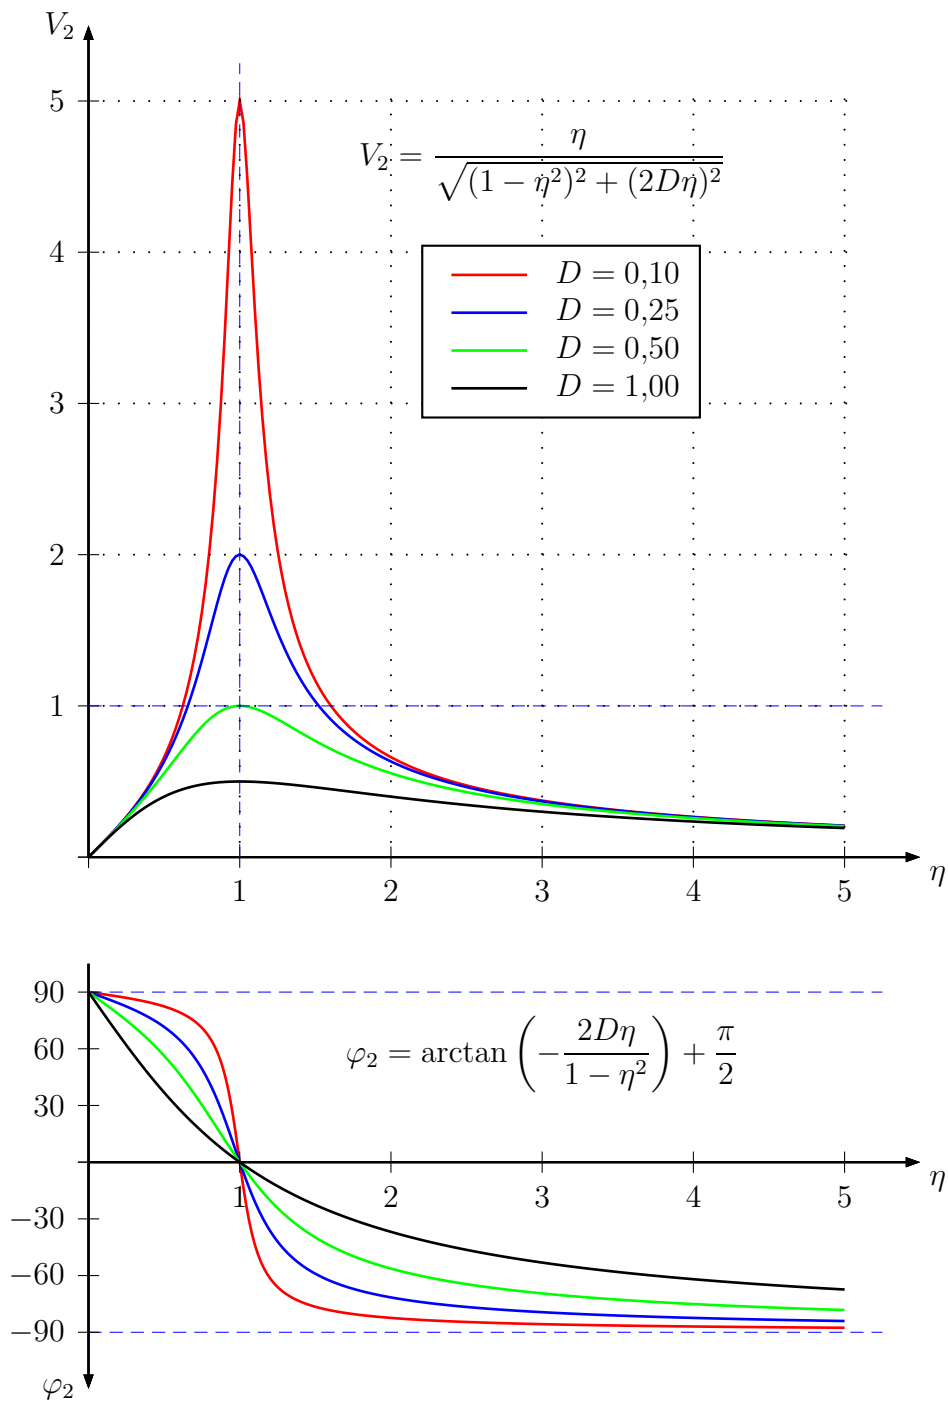 V₂
5
V₂ = η / √((1 − η²)² + (2Dη)²)
4
D = 0,10
D = 0,25
D = 0,50
D = 1,00
3
2
1
1 2 3 4 5 η
90
60
φ₂ = arctan (− 2Dη / 1 − η²) + π / 2
30
1 2 3 4 5 η
−30
−60
−90
φ₂